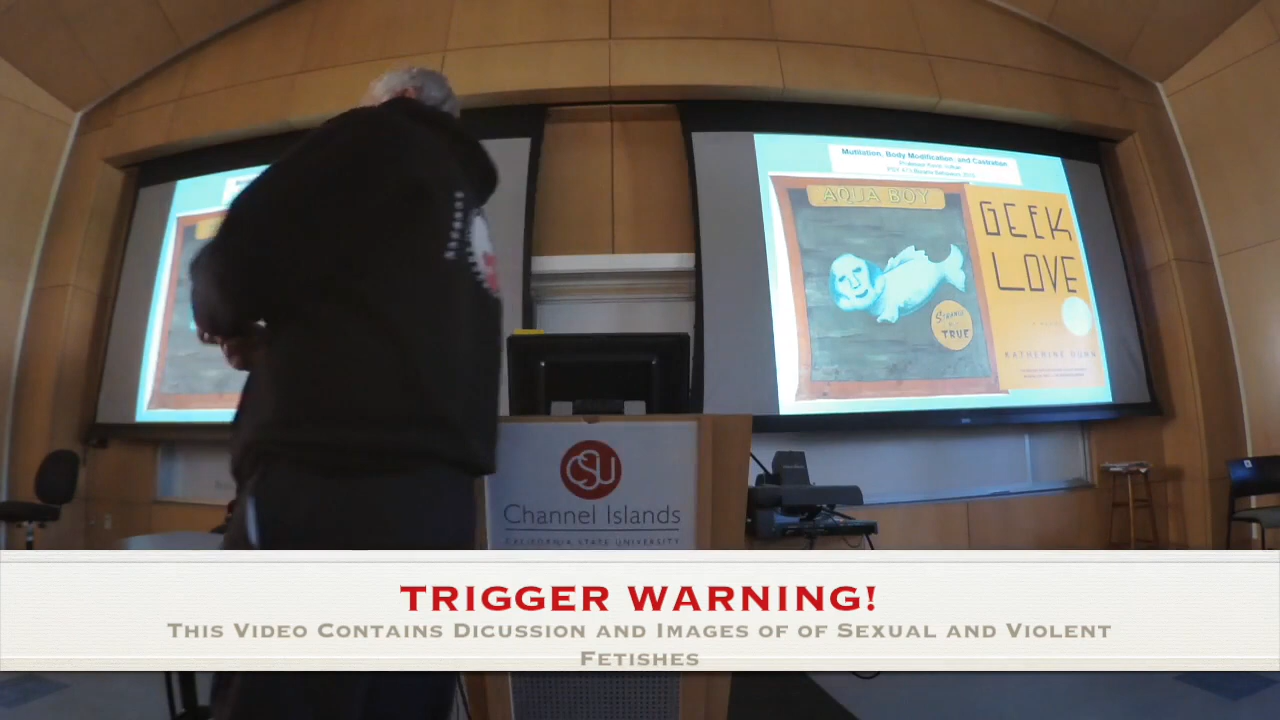 Mutilation, Body Modification, and Castration
AQUA BOY
STRANGE
TRUE
GEEK
LOVE
KATHERINE DUNN
CSU
Channel Islands
CALIFORNIA STATE UNIVERSITY
TRIGGER WARNING!
THIS VIDEO CONTAINS DICUSSION AND IMAGES OF OF SEXUAL AND VIOLENT
FETISHES